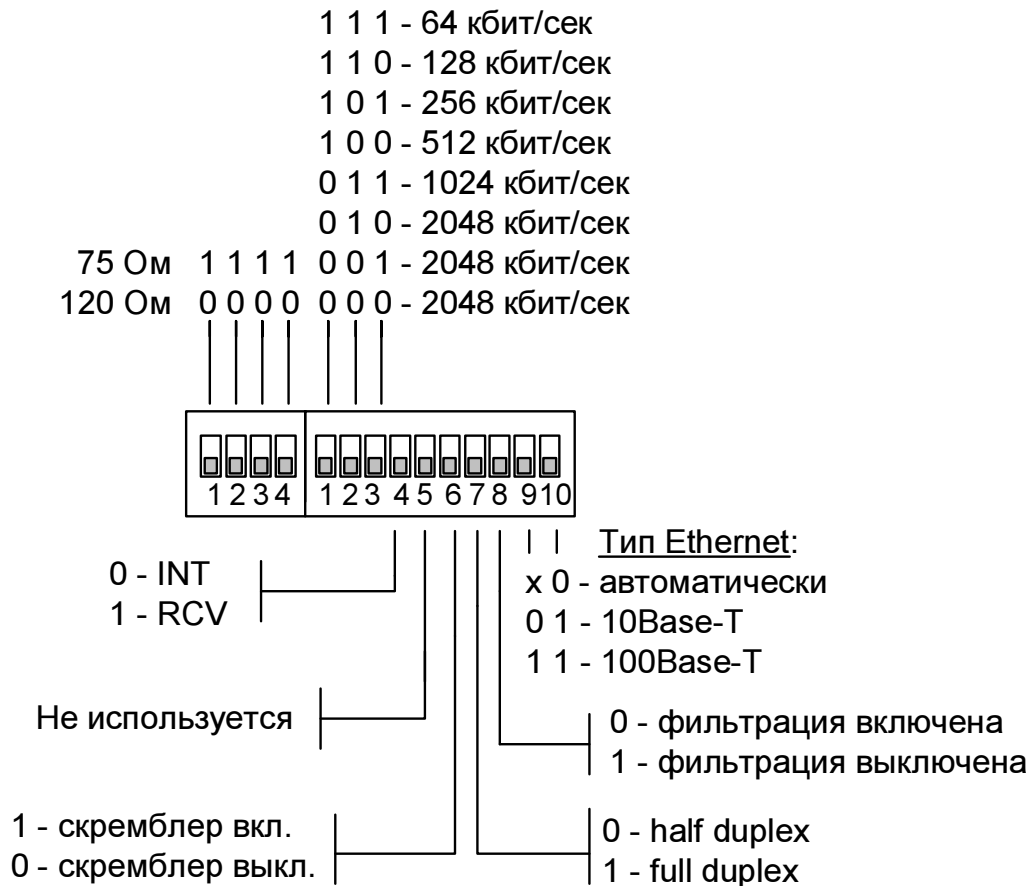 1 1 1 - 64 кбит/сек
1 1 0 - 128 кбит/сек
1 0 1 - 256 кбит/сек
1 0 0 - 512 кбит/сек
0 1 1 - 1024 кбит/сек
0 1 0 - 2048 кбит/сек
75 Ом 1 1 1 1 0 0 1 - 2048 кбит/сек
120 Ом 0 0 0 0 0 0 0 - 2048 кбит/сек
1 2 3 4 1 2 3 4 5 6 7 8 9 10
Тип Ethernet:
x 0 - автоматически
0 1 - 10Base-T
1 1 - 100Base-T
0 - INT
1 - RCV
Не используется
0 - фильтрация включена
1 - фильтрация выключена
1 - скремблер вкл.
0 - скремблер выкл.
0 - half duplex
1 - full duplex